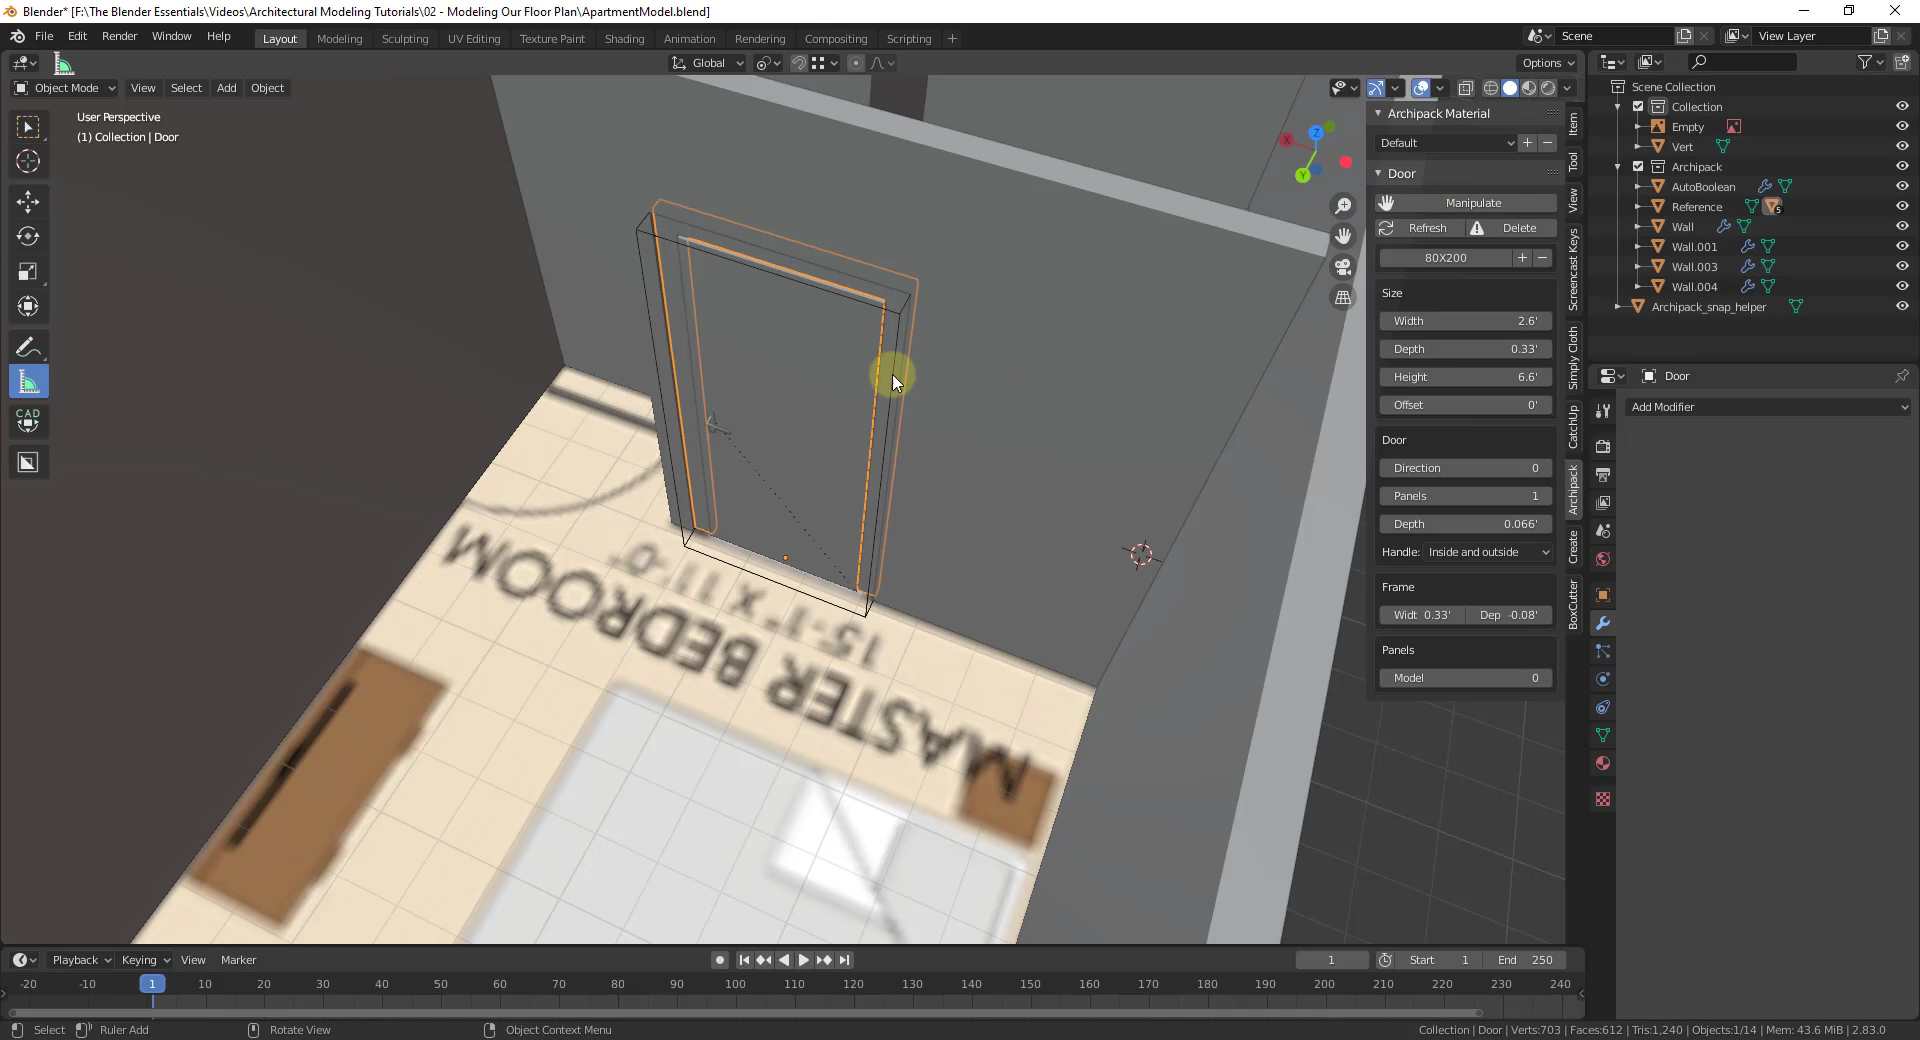 Blender* [F:\The Blender Essentials\Videos\Architectural Modeling Tutorials\02 - Modeling Our Floor Plan\ApartmentModel.blend]
File Edit Render Window Help
Layout Modeling Sculpting UV Editing Texture Paint Shading Animation Rendering Compositing Scripting +
Scene
View Layer
Global
Options
Object Mode View Select Add Object
User Perspective
(1) Collection | Door
X Z Y
CAD
Archipack Material
Default
Door
Manipulate
Refresh Delete
80X200
Size
Width 2.6'
Depth 0.33'
Height 6.6'
Offset 0'
Door
Direction 0
Panels 1
Depth 0.066'
Handle: Inside and outside
Frame
Widt 0.33' Dep -0.08'
Panels
Model 0
Item
Tool
View
Screencast Keys
Simply Cloth
CatchUp
Archipack
Create
BoxCutter
Scene Collection
Collection
Empty
Vert
Archipack
AutoBoolean
Reference 5
Wall
Wall.001
Wall.003
Wall.004
Archipack_snap_helper
Door
Add Modifier
MASTER BEDROOM
15'-1" X 11'-0"
Playback Keying View Marker
1 Start 1 End 250
-20 -10 1 10 20 30 40 50 60 70 80 90 100 110 120 130 140 150 160 170 180 190 200 210 220 230 240
Select Ruler Add Rotate View Object Context Menu
Collection | Door | Verts:703 | Faces:612 | Tris:1,240 | Objects:1/14 | Mem: 43.6 MiB | 2.83.0